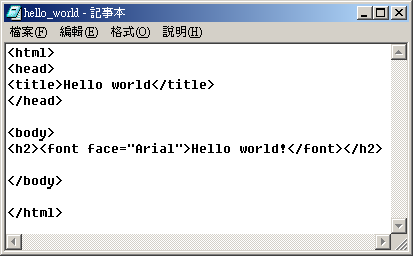 hello_world - 記事本
檔案(F) 編輯(E) 格式(O) 說明(H)
<html>
<head>
<title>Hello world</title>
</head>
<body>
<h2><font face="Arial">Hello world!</font></h2>
</body>
</html>